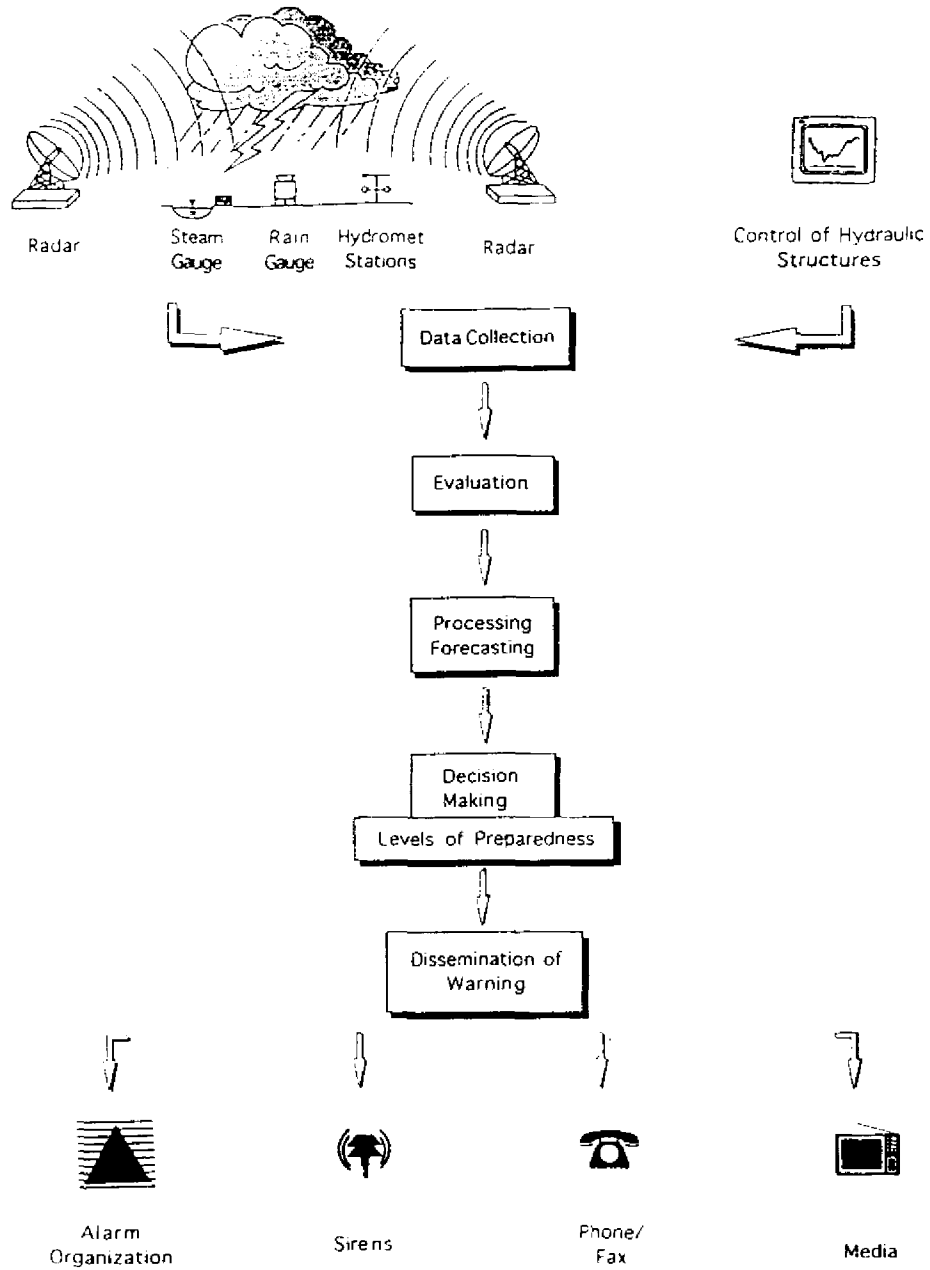 Radar
Steam
Gauge
Rain
Gauge
Hydromet
Stations
Radar
Control of Hydraulic
Structures
Data Collection
Evaluation
Processing
Forecasting
Decision
Making
Levels of Preparedness
Dissemination of
Warning
Alarm
Organization
Sirens
Phone/
Fax
Media